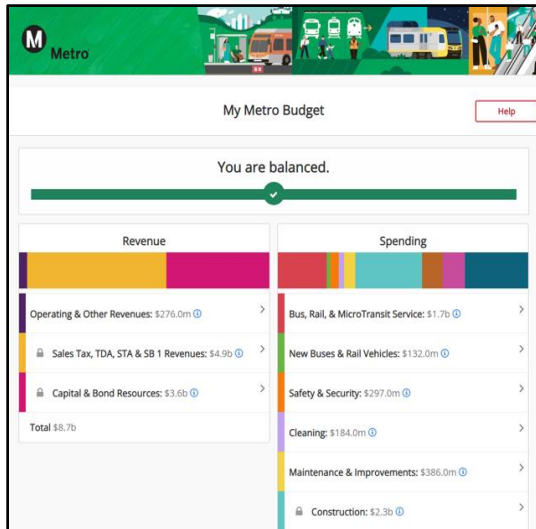 M
Metro
My Metro Budget
Help
You are balanced.
Revenue
Operating & Other Revenues: $276.0m
Sales Tax, TDA, STA & SB 1 Revenues: $4.9b
Capital & Bond Resources: $3.6b
Total $8.7b
Spending
Bus, Rail, & MicroTransit Service: $1.7b
New Buses & Rail Vehicles: $132.0m
Safety & Security: $297.0m
Cleaning: $184.0m
Maintenance & Improvements: $386.0m
Construction: $2.3b